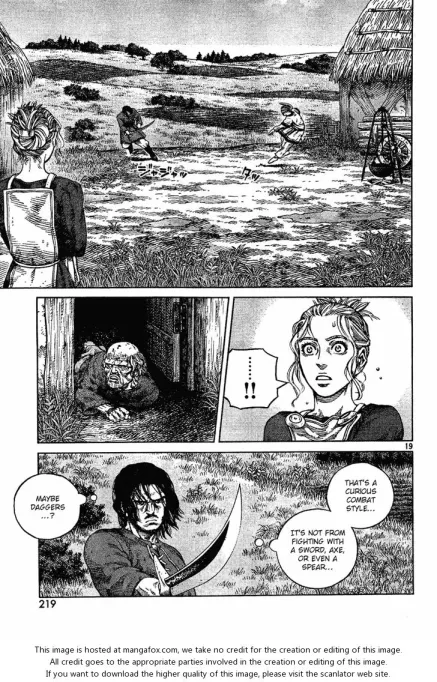 ......
!!
19
THAT'S A
CURIOUS
COMBAT
STYLE...
IT'S NOT FROM
FIGHTING WITH
A SWORD, AXE,
OR EVEN A
SPEAR...
MAYBE
DAGGERS
...?
219
This image is hosted at mangafox.com, we take no credit for the creation or editing of this image.
All credit goes to the appropriate parties involved in the creation or editing of this image.
If you want to download the higher quality of this image, please visit the scanlator web site.